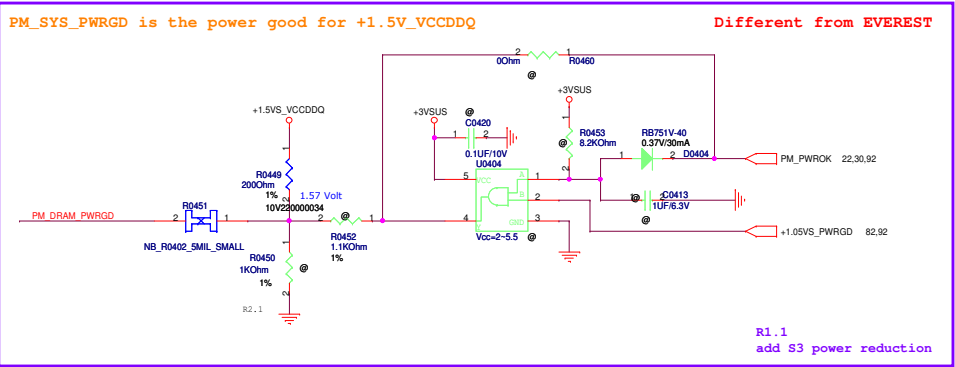 PM_SYS_PWRGD is the power good for +1.5V_VCCDDQ
Different from EVEREST
2
0Ohm
1
R0460
@
+1.5VS_VCCDDQ
+3VSUS
@
C0420
1
2
0.1UF/10V
U0404
+3VSUS
1
R0453
8.2KOhm
@
2
RB751V-40
0.37V/30mA
1
2
D0404
PM_PWROK 22,30,92
1
R0449
200Ohm
1%
2
1.57 Volt
10V220000034
5
VCC
A
1
B
2
4
GND
3
Vcc=2~5.5
@
@
C0413
1
2
1UF/6.3V
@
+1.05VS_PWRGD 82,92
PM_DRAM_PWRGD
R0451
2
1
NB_R0402_5MIL_SMALL
2
@
1
R0452
1.1KOhm
1%
1
R0450
1KOhm
@
1%
2
R2.1
R1.1
add S3 power reduction